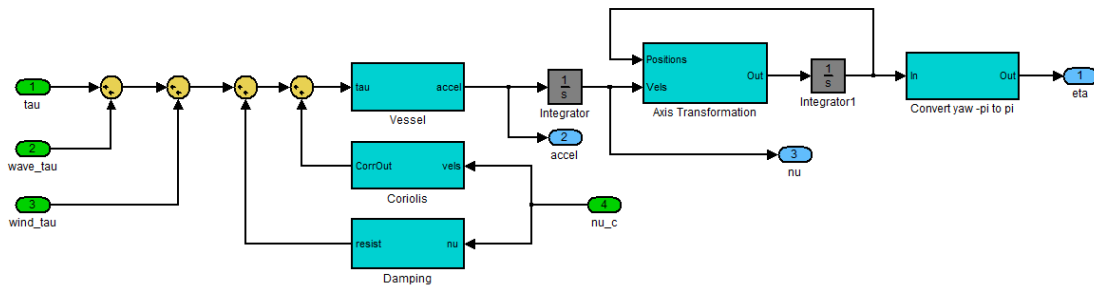 1
tau
2
wave_tau
3
wind_tau
tau accel
Vessel
CorrOut vels
Coriolis
resist nu
Damping
1
s
Integrator
2
accel
4
nu_c
Positions
Vels
Out
Axis Transformation
1
s
Integrator1
3
nu
In Out
Convert yaw -pi to pi
1
eta